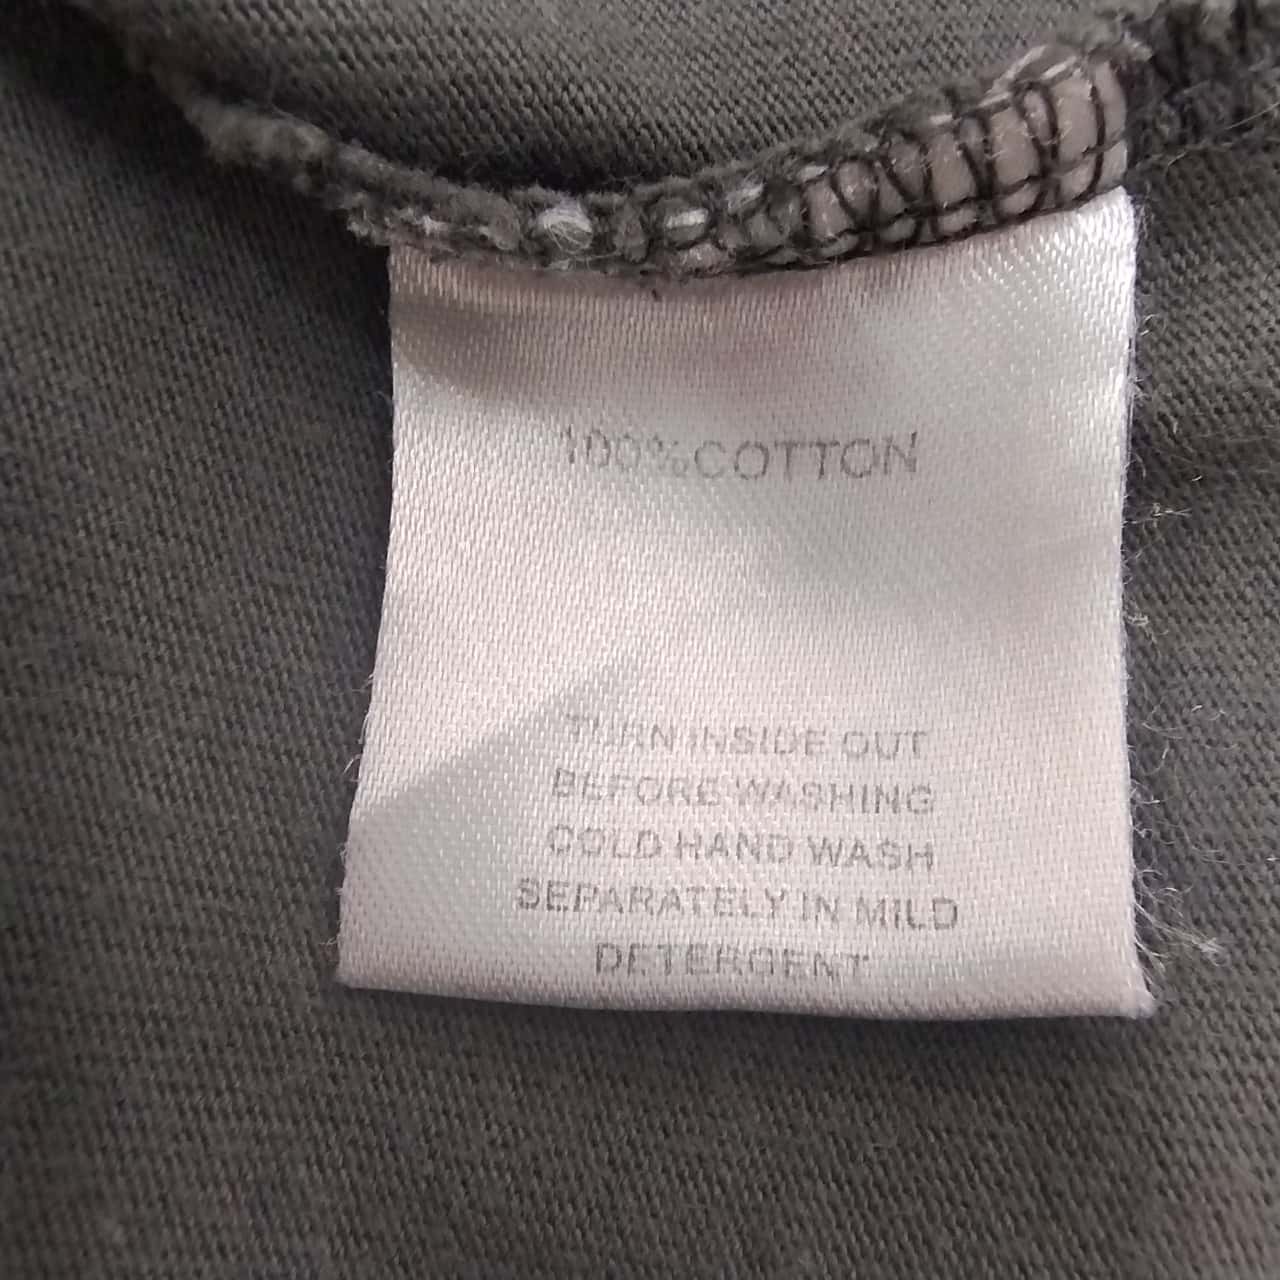 100%COTTON
TURN INSIDE OUT
BEFORE WASHING
COLD HAND WASH
SEPARATELY IN MILD
DETERGENT